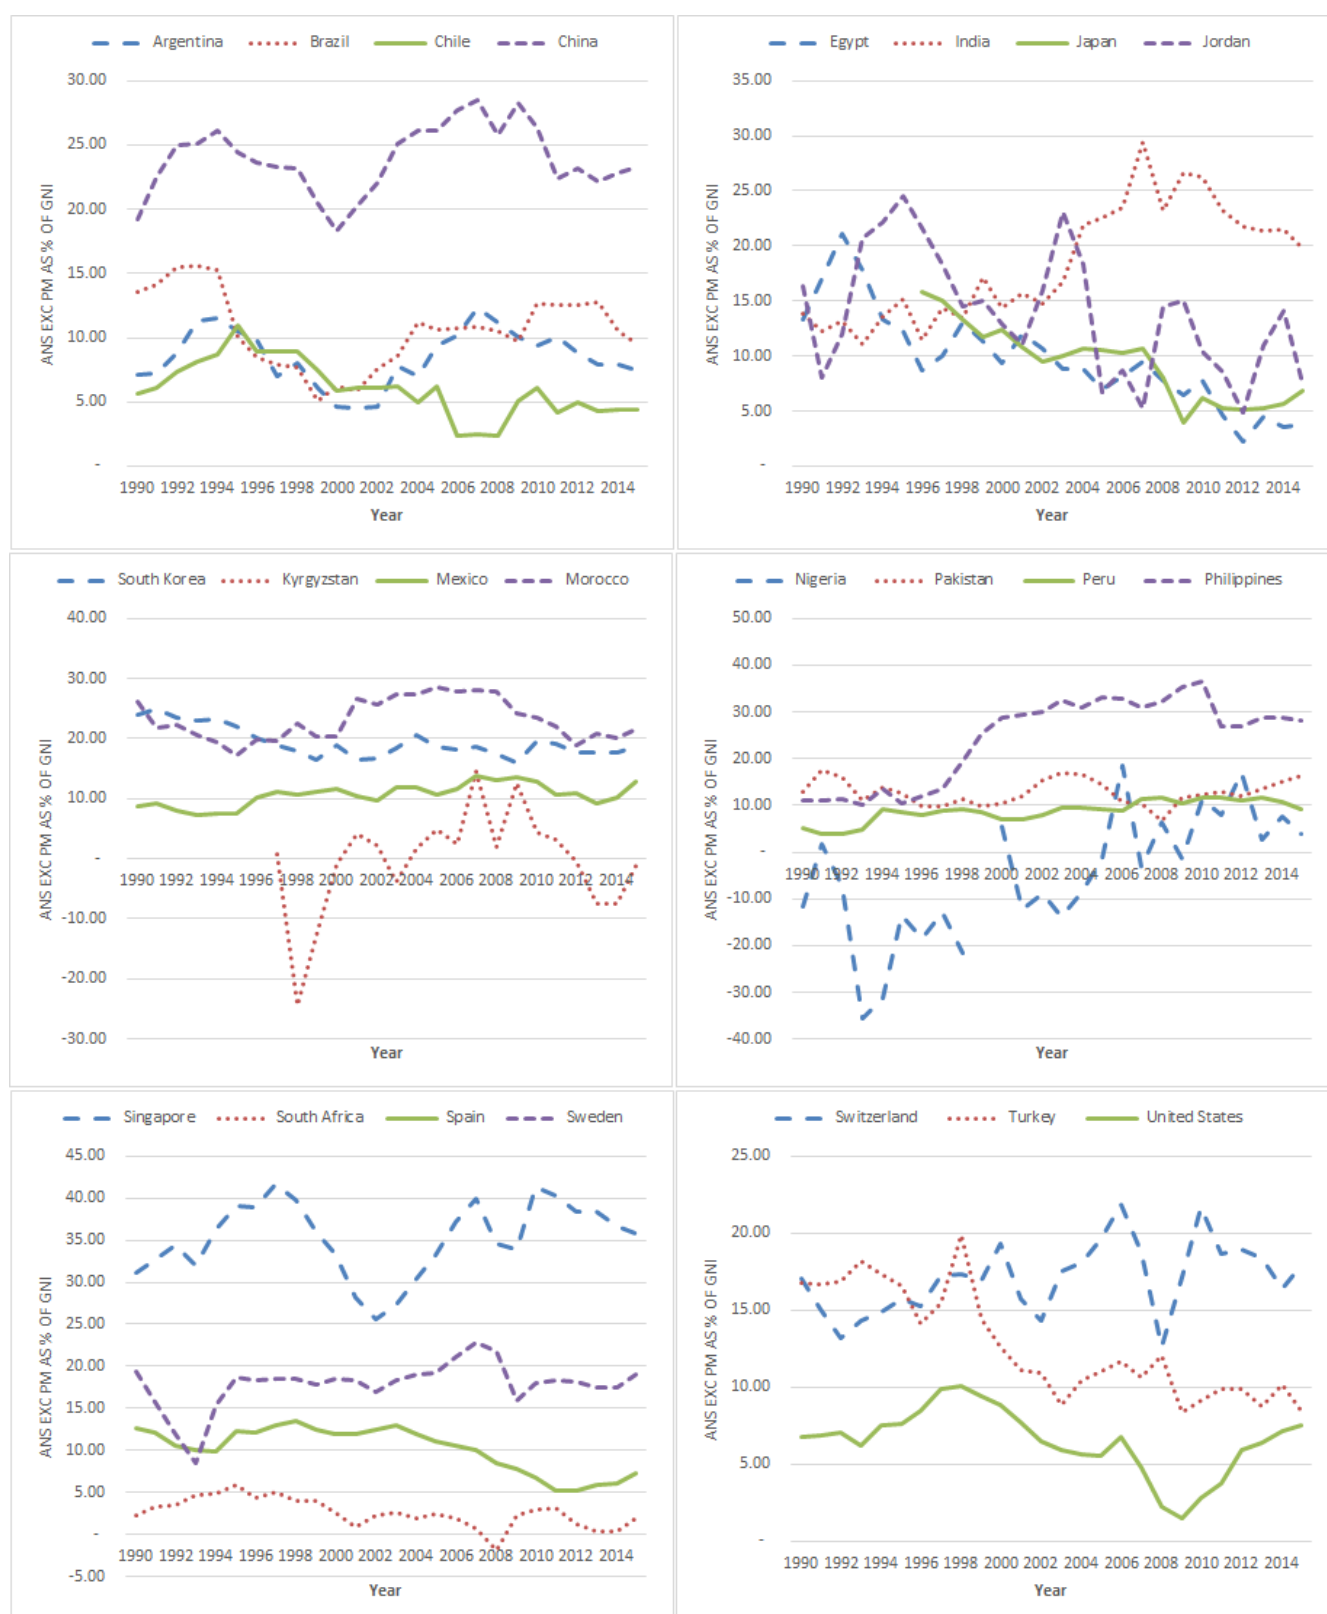 Argentina Brazil Chile China
30.00
25.00
20.00
15.00
10.00
5.00
-
ANS EXC PM AS % OF GNI
1990 1992 1994 1996 1998 2000 2002 2004 2006 2008 2010 2012 2014
Year
Egypt India Japan Jordan
35.00
30.00
25.00
20.00
15.00
10.00
5.00
-
ANS EXC PM AS % OF GNI
1990 1992 1994 1996 1998 2000 2002 2004 2006 2008 2010 2012 2014
Year
South Korea Kyrgyzstan Mexico Morocco
40.00
30.00
20.00
10.00
-
-10.00
-20.00
-30.00
ANS EXC PM AS % OF GNI
1990 1992 1994 1996 1998 2000 2002 2004 2006 2008 2010 2012 2014
Year
Nigeria Pakistan Peru Philippines
50.00
40.00
30.00
20.00
10.00
-
-10.00
-20.00
-30.00
-40.00
ANS EXC PM AS % OF GNI
1990 1992 1994 1996 1998 2000 2002 2004 2006 2008 2010 2012 2014
Year
Singapore South Africa Spain Sweden
45.00
40.00
35.00
30.00
25.00
20.00
15.00
10.00
5.00
-
-5.00
ANS EXC PM AS % OF GNI
1990 1992 1994 1996 1998 2000 2002 2004 2006 2008 2010 2012 2014
Year
Switzerland Turkey United States
25.00
20.00
15.00
10.00
5.00
-
ANS EXC PM AS % OF GNI
1990 1992 1994 1996 1998 2000 2002 2004 2006 2008 2010 2012 2014
Year